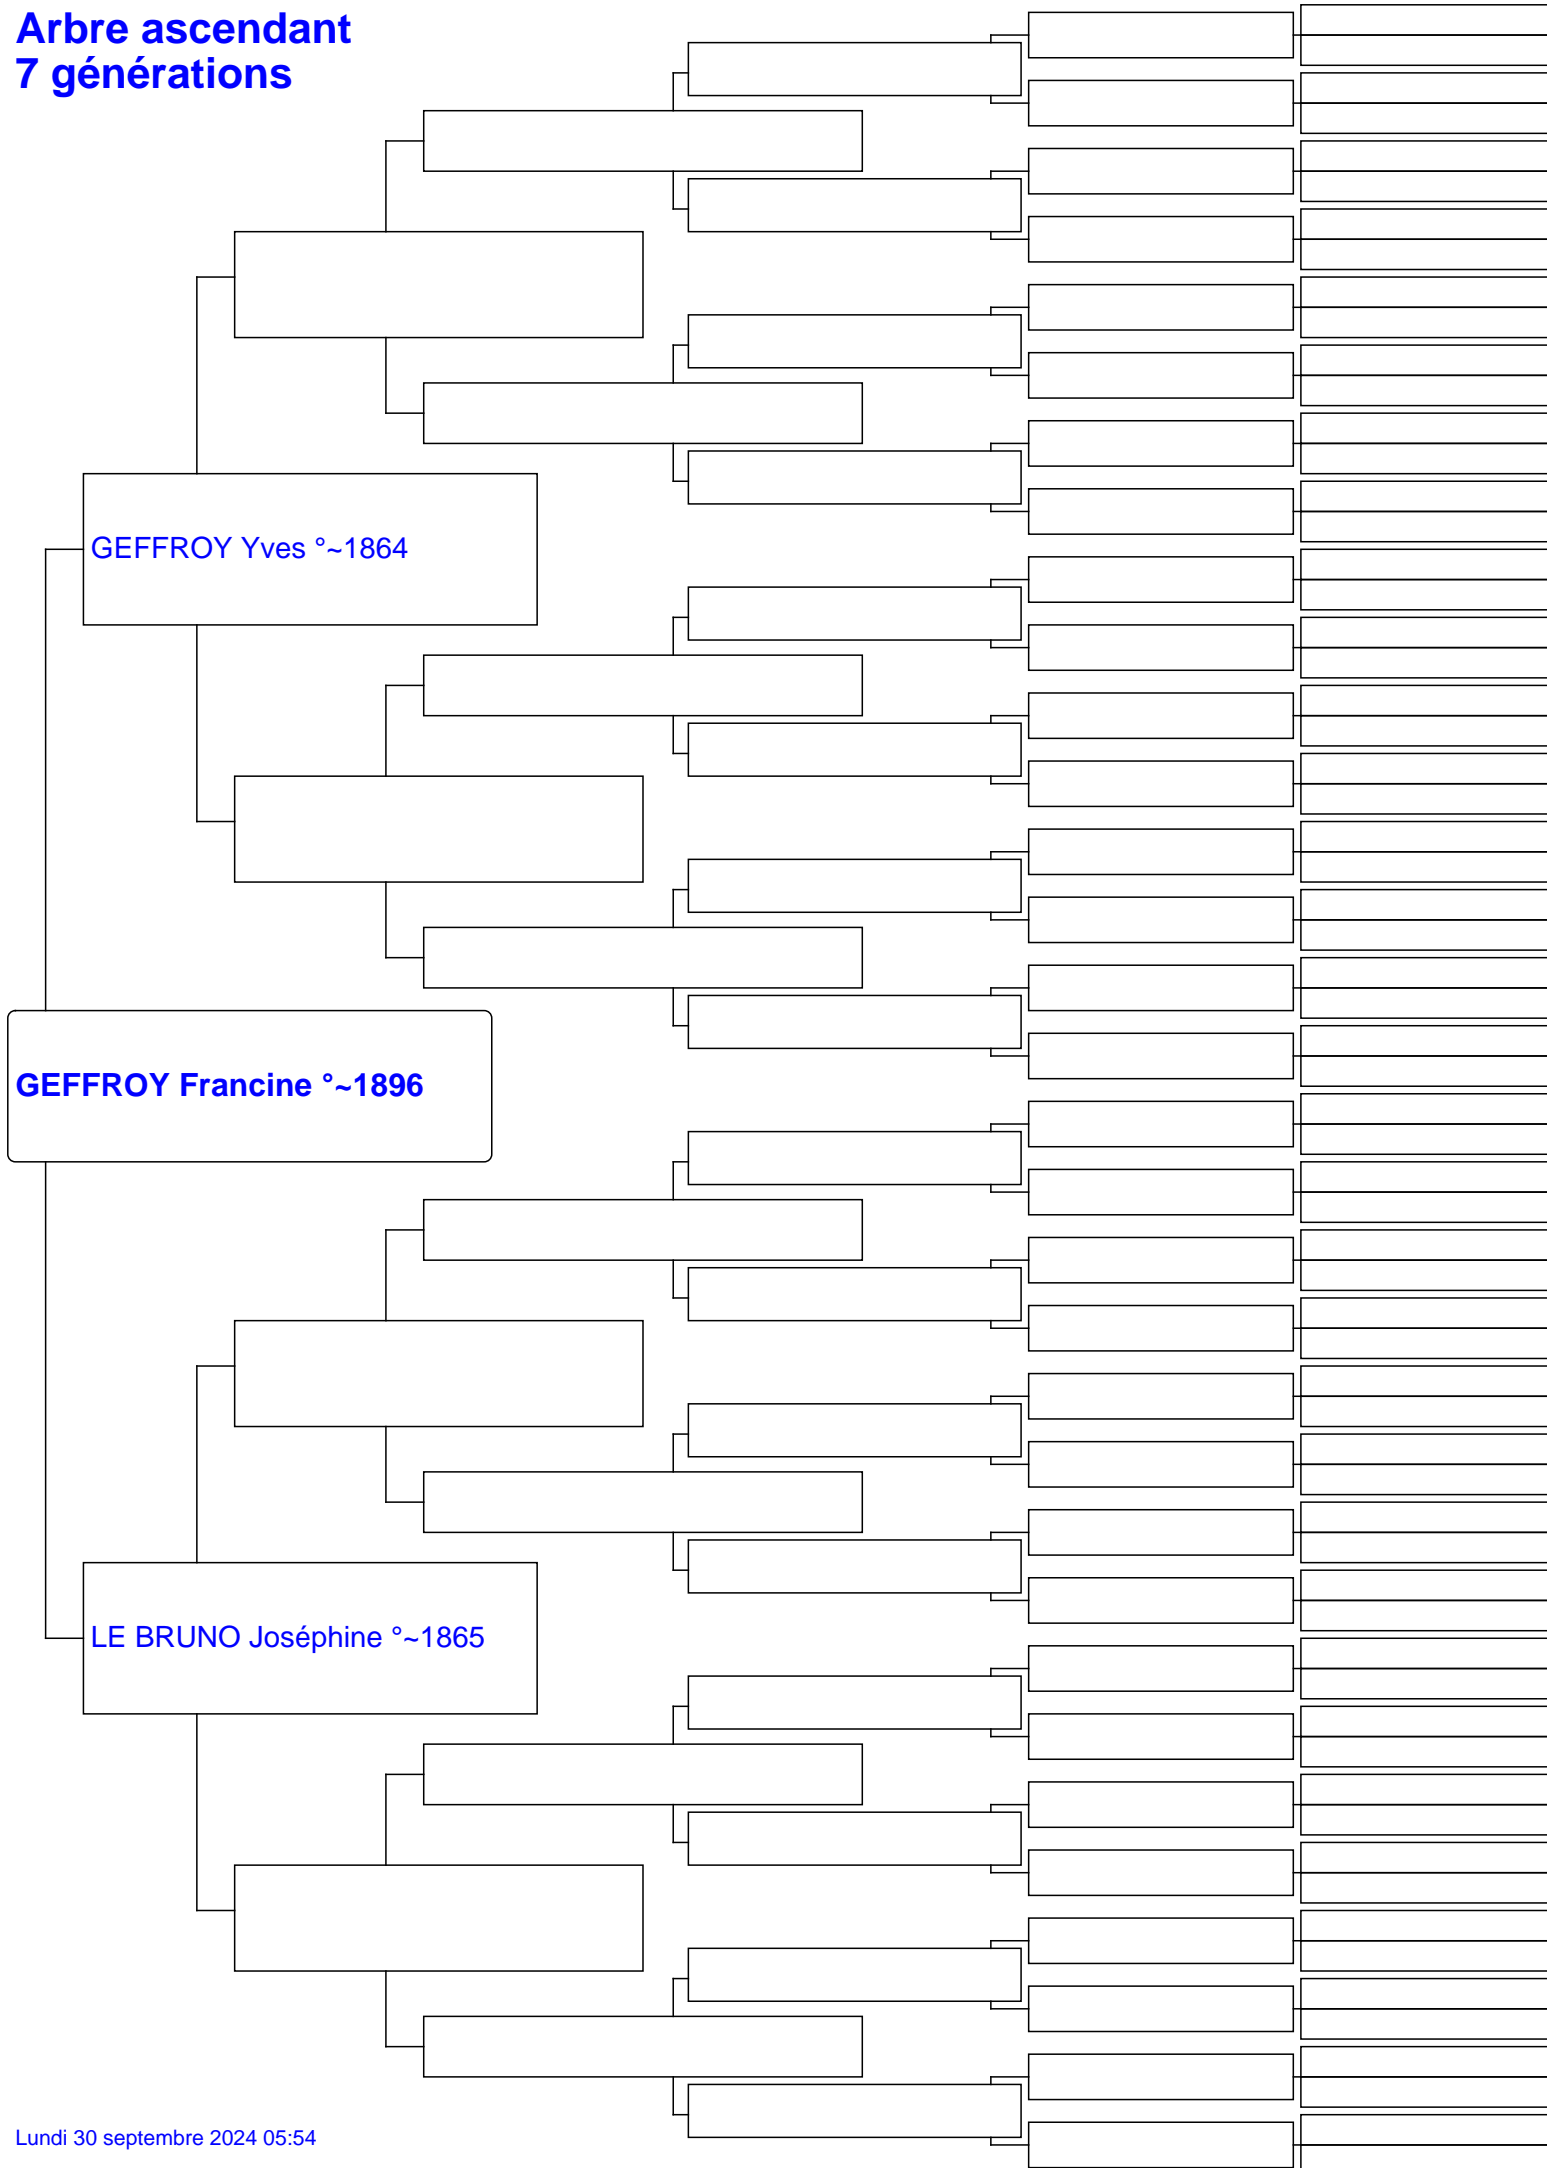 Arbre ascendant
7 générations
GEFFROY Yves °~1864
GEFFROY Francine °~1896
LE BRUNO Joséphine °~1865
Lundi 30 septembre 2024 05:54